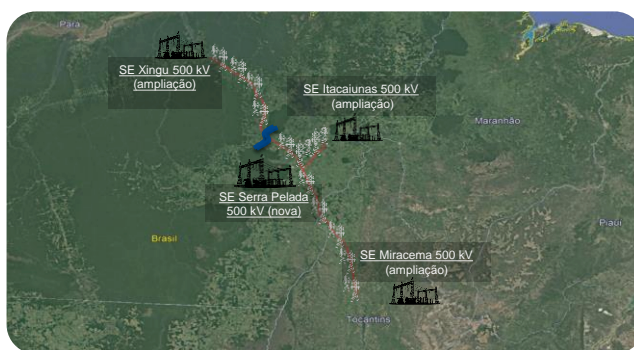 Pará
SE Xingu 500 kV
(ampliação)
SE Itacaiunas 500 kV
(ampliação)
Maranhão
SE Serra Pelada
500 kV (nova)
Piauí
Brasil
SE Miracema 500 kV
(ampliação)
Tocantins